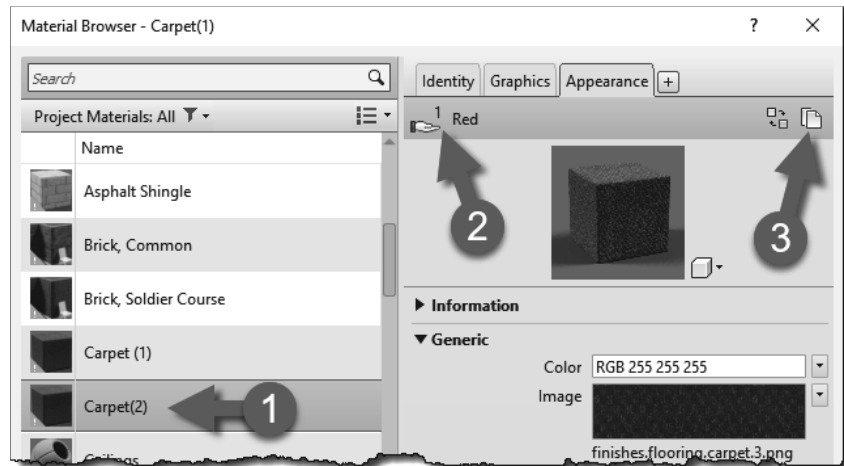 Material Browser - Carpet(1) ? ×
Search
Identity Graphics Appearance +
Project Materials: All
1 Red
Name
Asphalt Shingle
2
3
Brick, Common
Brick, Soldier Course
Information
Generic
Carpet (1)
Color RGB 255 255 255
Image
Carpet(2)
1
Ceilings
finishes.flooring.carpet.3.png